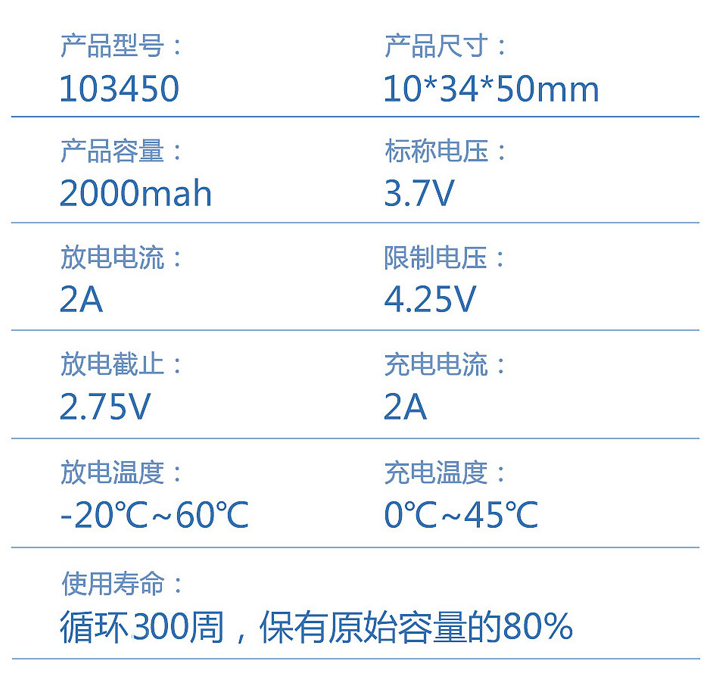 产品型号：
产品尺寸：
103450
10*34*50mm
产品容量：
标称电压：
2000mah
3.7V
放电电流：
限制电压：
2A
4.25V
放电截止：
充电电流：
2.75V
2A
放电温度：
充电温度：
-20℃~60℃
0℃~45℃
使用寿命：
循环300周，保有原始容量的80%